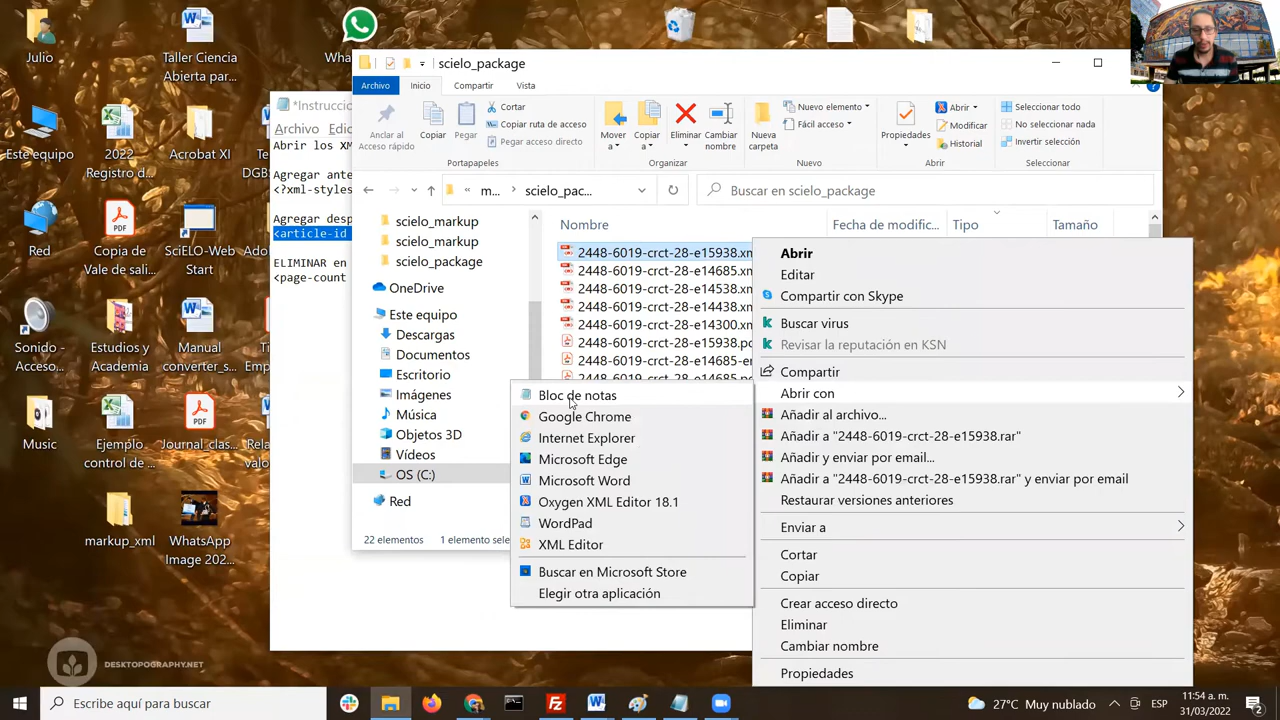 Julio
Taller Ciencia
Abierta par...
Este equipo
2022
Registro d...
Acrobat XI
Red
Copia de
Vale de sali...
SciELO-Web
Start
Sonido -
Acceso...
Estudios y
Academia
Manual
converter_s...
Music
Ejemplo
control de ...
Journal_rar...
markup_xml
WhatsApp
Image 202...
DESKTOPOGRAPHY.NET
*Instrucci
Archivo
Abrir los XM
Agregar ante
<?xml-styles
Agregar desp
<article-id
ELIMINAR en
<page-count
scielo_package
Archivo
Inicio
Compartir
Vista
Anclar al
Acceso rápido
Copiar
Pegar
Cortar
Copiar ruta de acceso
Pegar acceso directo
Portapapeles
Mover
a
Copiar
a
Eliminar
Cambiar
nombre
Organizar
Nueva
carpeta
Nuevo elemento
Fácil acceso
Nuevo
Propiedades
Abrir
Modificar
Historial
Abrir
Seleccionar todo
No seleccionar nada
Invertir selección
Seleccionar
« m... > scielo_pac...
Buscar en scielo_package
scielo_markup
scielo_markup
scielo_package
OneDrive
Este equipo
Descargas
Documentos
Escritorio
Imágenes
Música
Objetos 3D
Vídeos
OS (C:)
Red
Nombre
Fecha de modific...
Tipo
Tamaño
2448-6019-crct-28-e15938.xm
2448-6019-crct-28-e14685.xm
2448-6019-crct-28-e14538.xm
2448-6019-crct-28-e14438.xm
2448-6019-crct-28-e14300.xm
2448-6019-crct-28-e15938.pd
2448-6019-crct-28-e14685-en
22 elementos
1 elemento sele
Abrir
Editar
Compartir con Skype
Buscar virus
Revisar la reputación en KSN
Compartir
Abrir con
Añadir al archivo...
Añadir a "2448-6019-crct-28-e15938.rar"
Añadir y enviar por email...
Añadir a "2448-6019-crct-28-e15938.rar" y enviar por email
Restaurar versiones anteriores
Enviar a
Cortar
Copiar
Crear acceso directo
Eliminar
Cambiar nombre
Propiedades
Bloc de notas
Google Chrome
Internet Explorer
Microsoft Edge
Microsoft Word
Oxygen XML Editor 18.1
WordPad
XML Editor
Buscar en Microsoft Store
Elegir otra aplicación
Escribe aquí para buscar
27°C Muy nublado
ESP
11:54 a. m.
31/03/2022
2